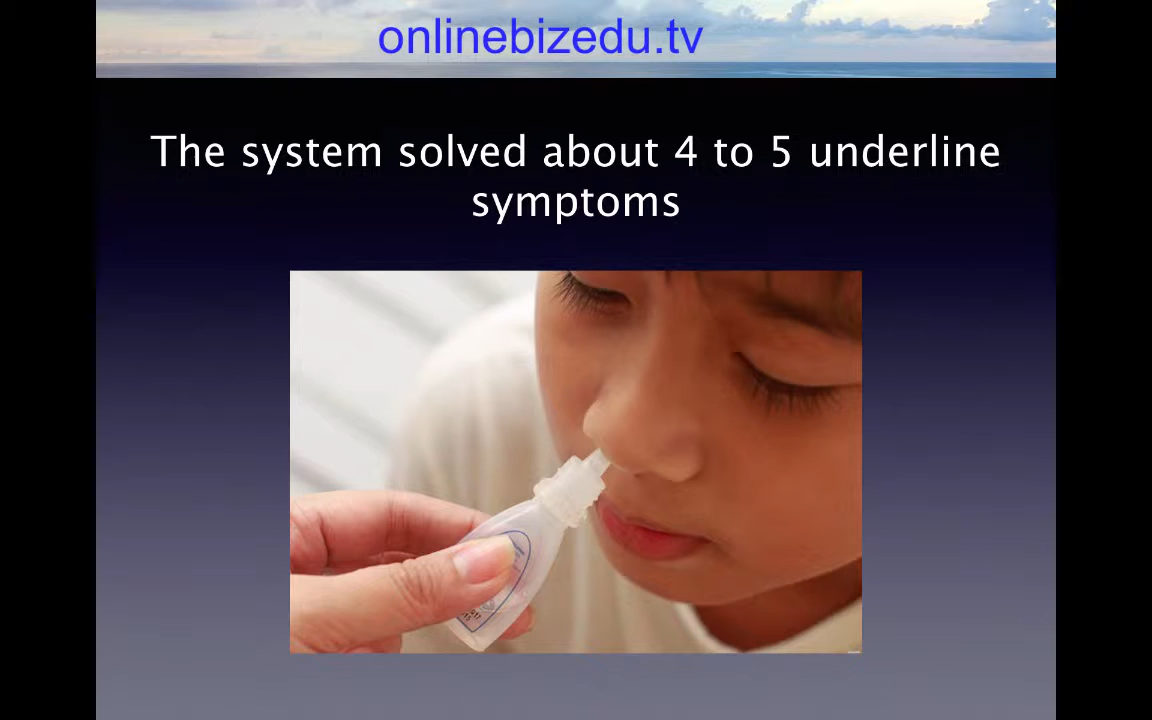 onlinebizedu.tv
The system solved about 4 to 5 underline
symptoms